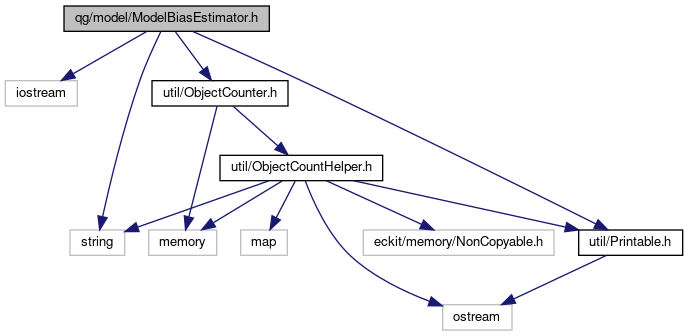 qg/model/ModelBiasEstimator.h
iostream
util/ObjectCounter.h
util/ObjectCountHelper.h
string
memory
map
eckit/memory/NonCopyable.h
util/Printable.h
ostream